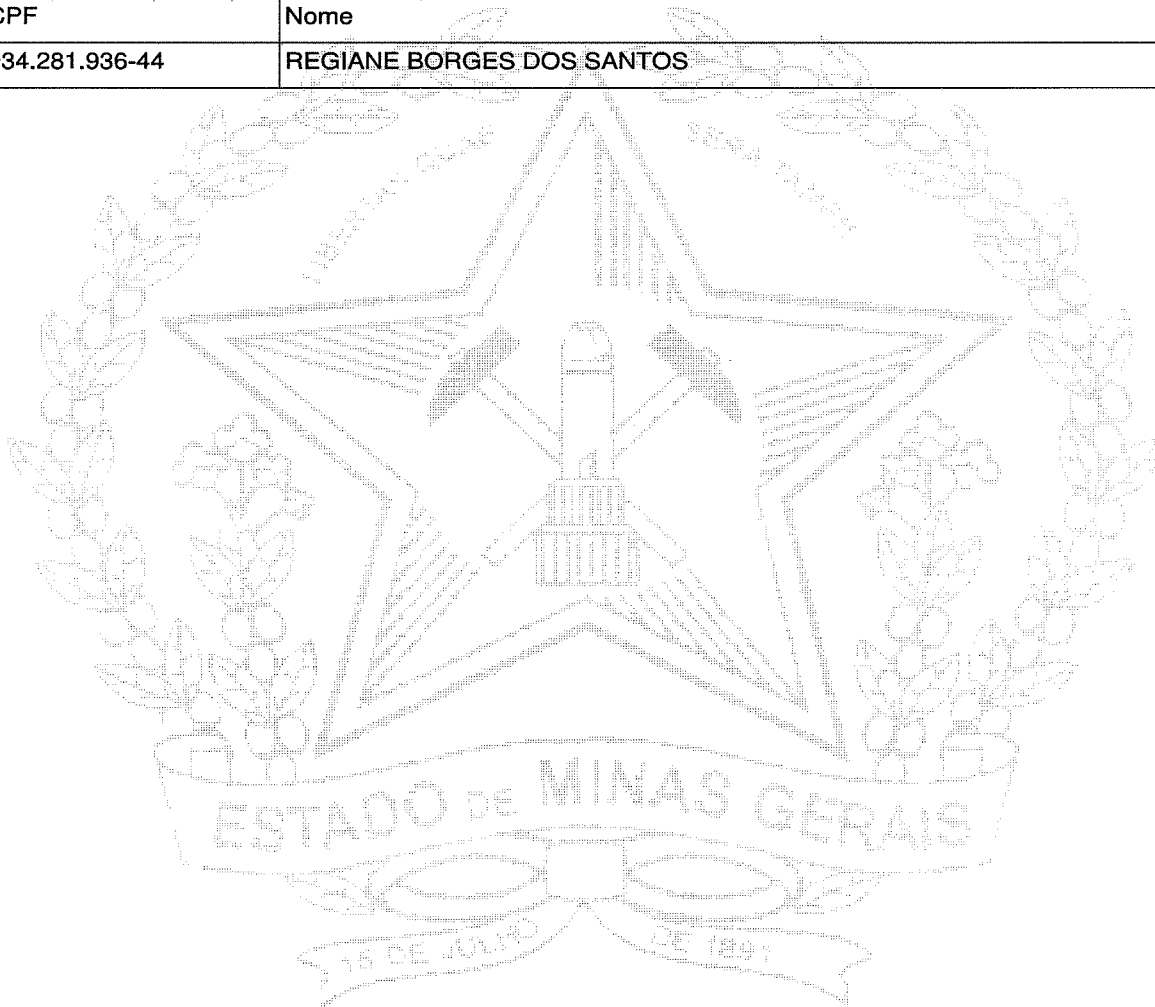 CPF Nome
34.281.936-44 REGIANE BORGES DOS SANTOS
ESTADO DE MINAS GERAIS
15 DE JULHO DE 1891